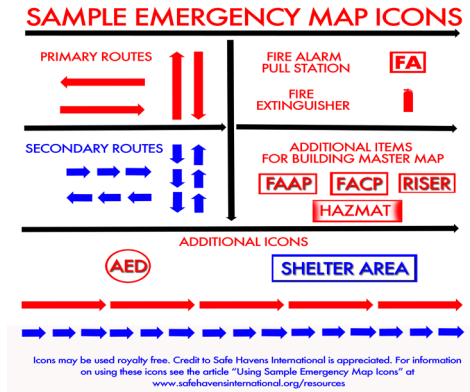 SAMPLE EMERGENCY MAP ICONS
PRIMARY ROUTES
FIRE ALARM
PULL STATION
FA
FIRE
EXTINGUISHER
SECONDARY ROUTES
ADDITIONAL ITEMS
FOR BUILDING MASTER MAP
FAAP
FACP
RISER
HAZMAT
ADDITIONAL ICONS
AED
SHELTER AREA
Icons may be used royalty free. Credit to Safe Havens International is appreciated. For information
on using these icons see the article "Using Sample Emergency Map Icons" at
www.safehavensinternational.org/resources